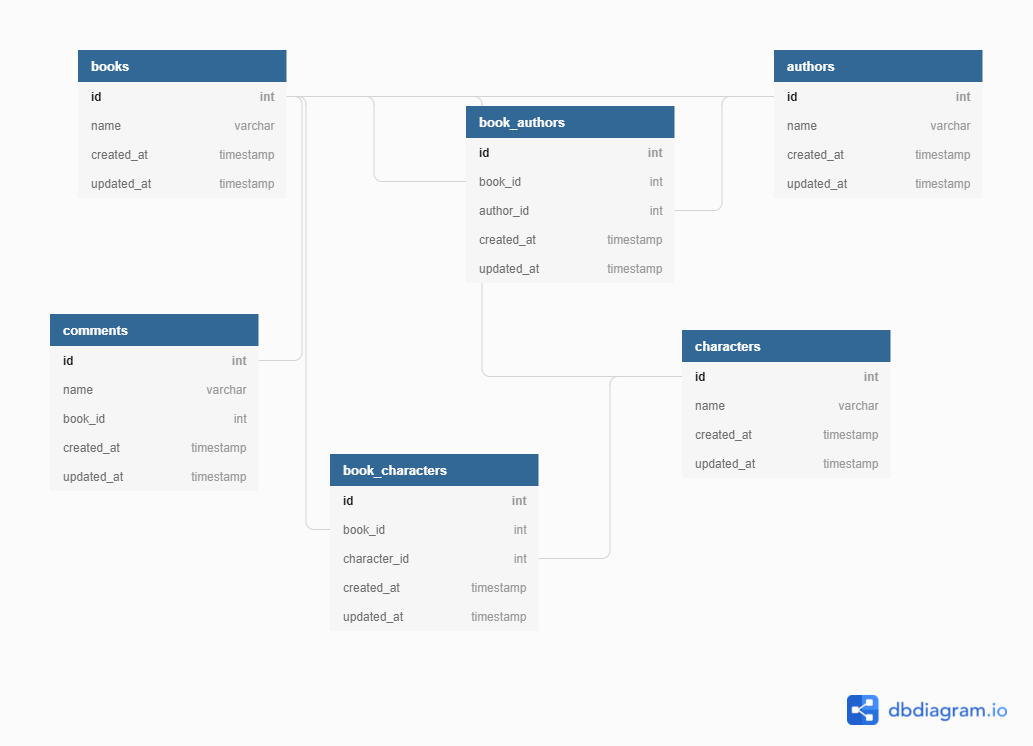 books
id int
name varchar
created_at timestamp
updated_at timestamp
book_authors
id int
book_id int
author_id int
created_at timestamp
updated_at timestamp
authors
id int
name varchar
created_at timestamp
updated_at timestamp
comments
id int
name varchar
book_id int
created_at timestamp
updated_at timestamp
characters
id int
name varchar
created_at timestamp
updated_at timestamp
book_characters
id int
book_id int
character_id int
created_at timestamp
updated_at timestamp
dbdiagram.io